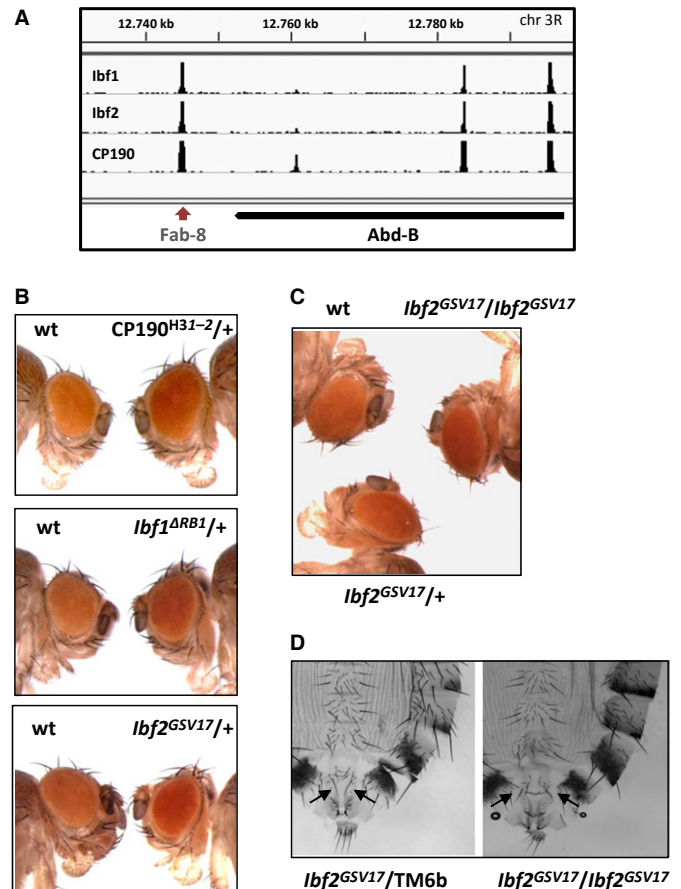 A
12.740 kb 12.760 kb 12.780 kb chr 3R
Ibf1
Ibf2
CP190
Fab-8 Abd-B
B
wt CP190H31–2/+
wt Ibf1ΔRB1/+
wt Ibf2GSV17/+
C
wt Ibf2GSV17/Ibf2GSV17
Ibf2GSV17/+
D
Ibf2GSV17/TM6b Ibf2GSV17/Ibf2GSV17